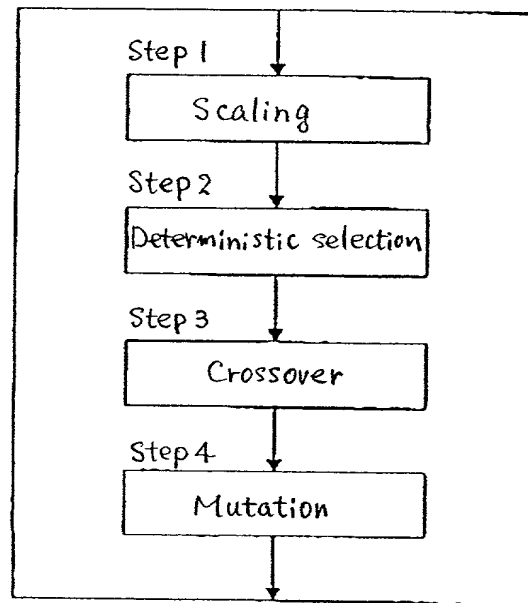 Step 1
Scaling
Step 2
Deterministic selection
Step 3
Crossover
Step 4
Mutation